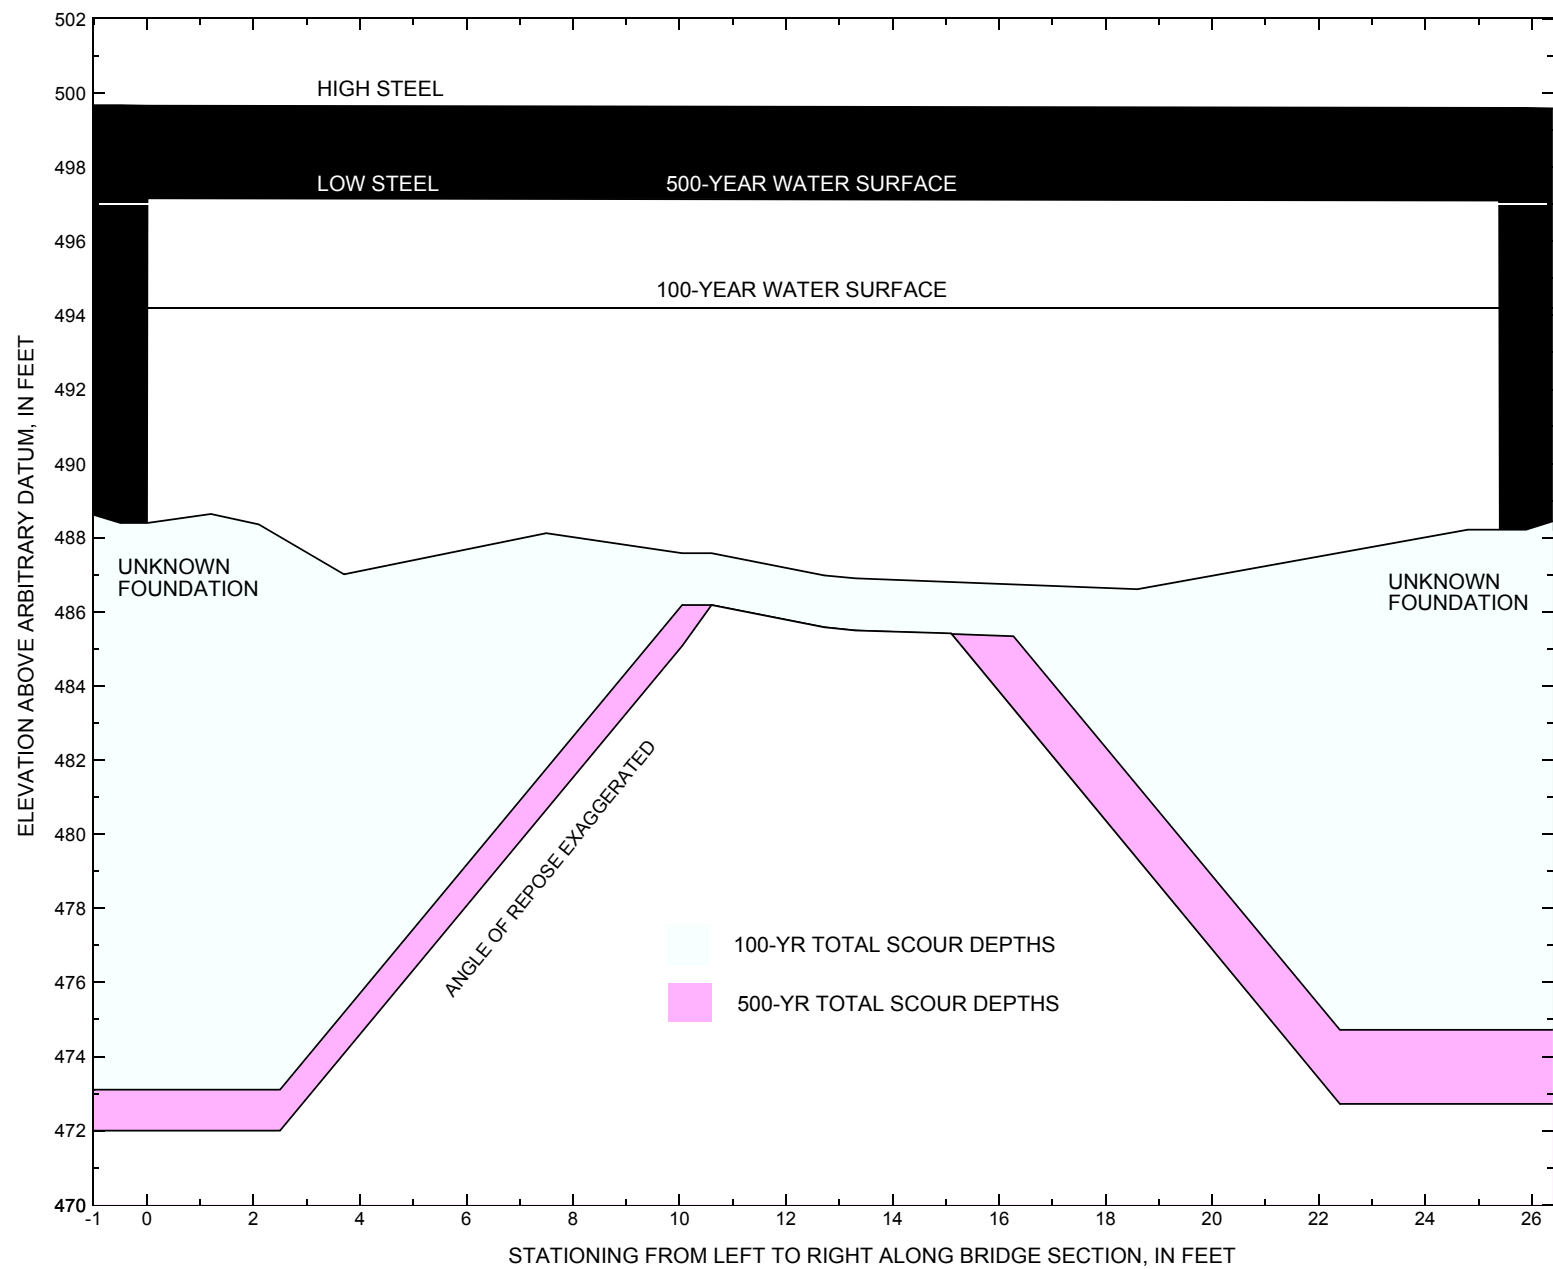 502
500
498
496
494
492
490
488
486
484
482
480
478
476
474
472
470
ELEVATION ABOVE ARBITRARY DATUM, IN FEET
HIGH STEEL
LOW STEEL
500-YEAR WATER SURFACE
100-YEAR WATER SURFACE
UNKNOWN
FOUNDATION
UNKNOWN
FOUNDATION
ANGLE OF REPOSE EXAGGERATED
100-YR TOTAL SCOUR DEPTHS
500-YR TOTAL SCOUR DEPTHS
-1 0 2 4 6 8 10 12 14 16 18 20 22 24 26
STATIONING FROM LEFT TO RIGHT ALONG BRIDGE SECTION, IN FEET